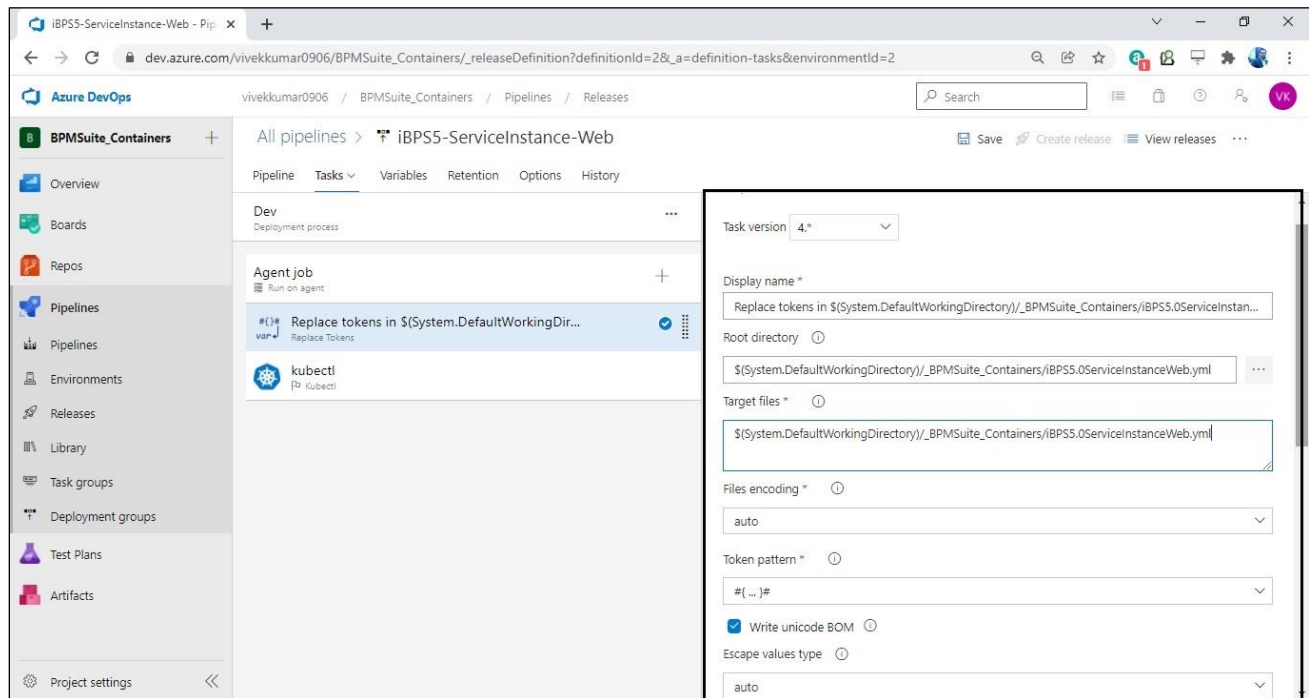 iBPS5-ServiceInstance-Web - Pip
dev.azure.com/vivekkumar0906/BPMSuite_Containers/_releaseDefinition?definitionId=2&_a=definition-tasks&environmentId=2
Azure DevOps
vivekkumar0906 / BPMSuite_Containers / Pipelines / Releases
Search
VK
B
BPMSuite_Containers
Overview
Boards
Repos
Pipelines
Pipelines
Environments
Releases
Library
Task groups
Deployment groups
Test Plans
Artifacts
Project settings
All pipelines > iBPS5-ServiceInstance-Web
Save
Create release
View releases
Pipeline Tasks Variables Retention Options History
Dev
Deployment process
Agent job
Run on agent
#{}#
var
Replace tokens in $(System.DefaultWorkingDir...
Replace Tokens
kubectl
Kubectl
Task version 4.*
Display name *
Replace tokens in $(System.DefaultWorkingDirectory)/_BPMSuite_Containers/iBPS5.0ServiceInstan...
Root directory
$(System.DefaultWorkingDirectory)/_BPMSuite_Containers/iBPS5.0ServiceInstanceWeb.yml
Target files *
$(System.DefaultWorkingDirectory)/_BPMSuite_Containers/iBPS5.0ServiceInstanceWeb.yml
Files encoding *
auto
Token pattern *
#{ ... }#
Write unicode BOM
Escape values type
auto